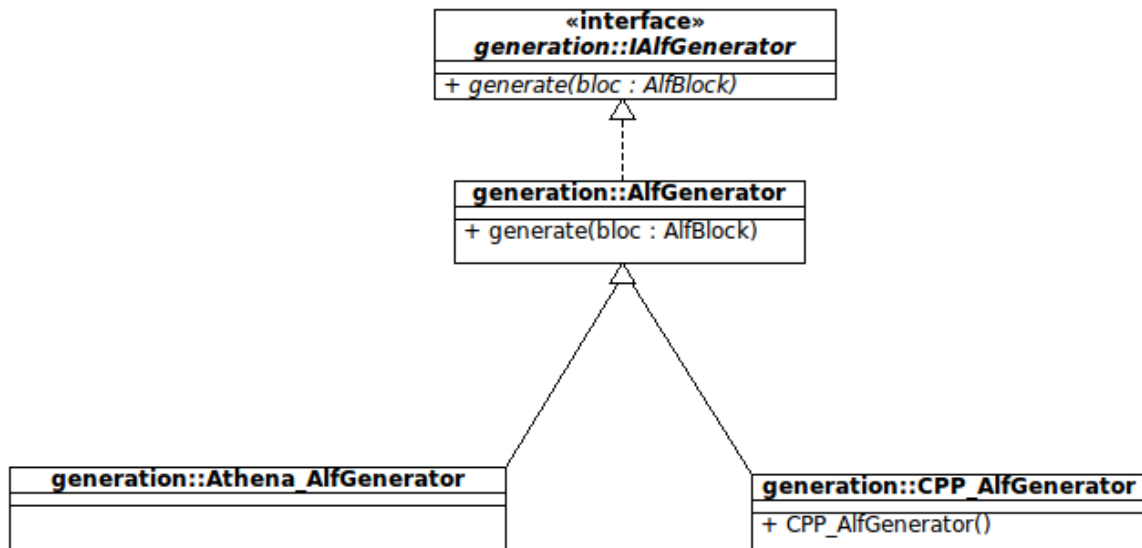 «interface»
generation::IAlfGenerator
+ generate(bloc : AlfBlock)
generation::AlfGenerator
+ generate(bloc : AlfBlock)
generation::Athena_AlfGenerator
generation::CPP_AlfGenerator
+ CPP_AlfGenerator()